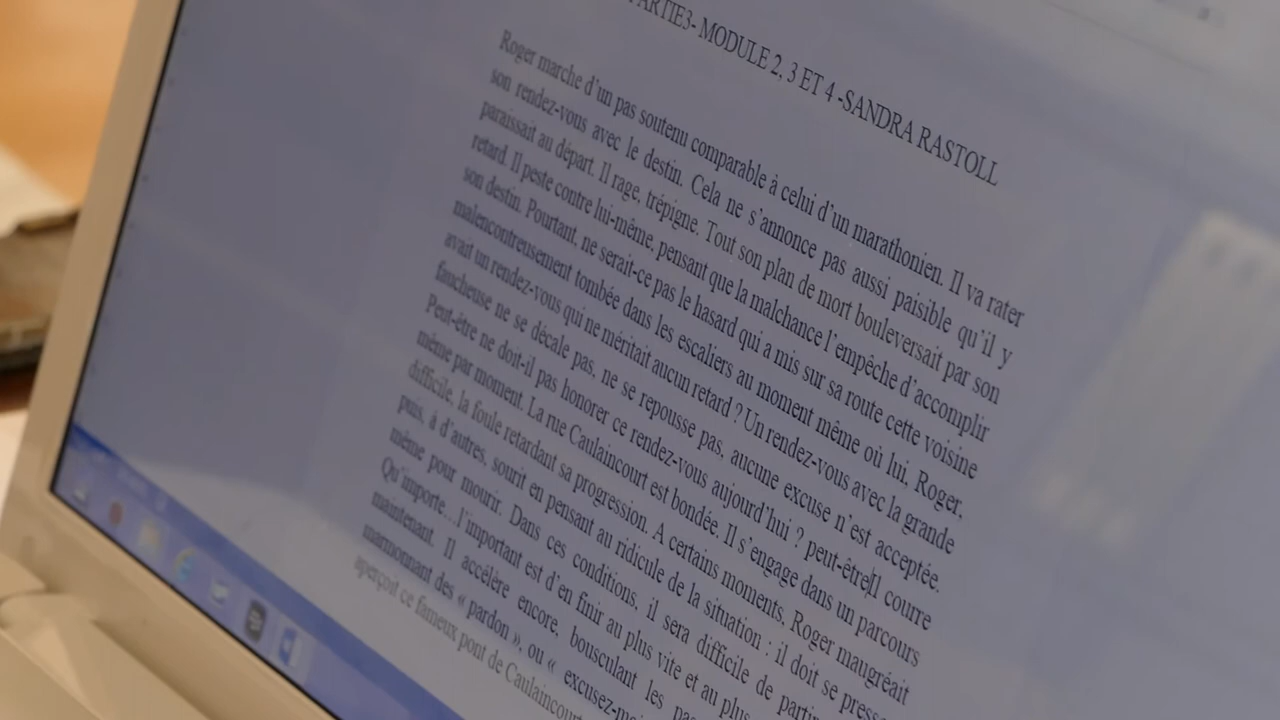 PARTIE3- MODULE 2, 3 ET 4 -SANDRA RASTOLL
Roger marche d'un pas soutenu comparable à celui d'un marathonien. Il va rater
son rendez-vous avec le destin. Cela ne s'annonce pas aussi paisible qu'il y
paraissait au départ. Il rage, trépigne. Tout son plan de mort bouleversait par son
retard. Il peste contre lui-même, pensant que la malchance l'empêche d'accomplir
son destin. Pourtant, ne serait-ce pas le hasard qui a mis sur sa route cette voisine
malencontreusement tombée dans les escaliers au moment même où lui, Roger,
avait un rendez-vous qui ne méritait aucun retard ? Un rendez-vous avec la grande
faucheuse ne se décale pas, ne se repousse pas, aucune excuse n'est acceptée.
Peut-être ne doit-il pas honorer ce rendez-vous aujourd'hui ? peut-êtreIl courre
même par moment. La rue Caulaincourt est bondée. Il s'engage dans un parcours
difficile, la foule retardant sa progression. A certains moments, Roger maugréait
puis, à d'autres, sourit en pensant au ridicule de la situation : il doit se presser
même pour mourir. Dans ces conditions, il sera difficile de partir
Qu'importe...l'important est d'en finir au plus vite et au plus
maintenant. Il accélère encore, bousculant les
marmonnant des « pardon », ou « excusez-moi
aperçoit ce fameux pont de Caulaincourt